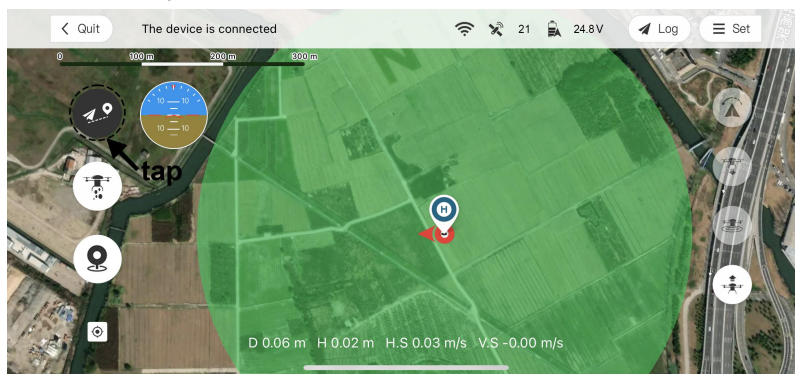 Quit
The device is connected
21
24.8V
Log
Set
0 100 m 200 m 300 m
N
10 10
10 10
tap
H
D 0.06 m H 0.02 m H.S 0.03 m/s V.S -0.00 m/s